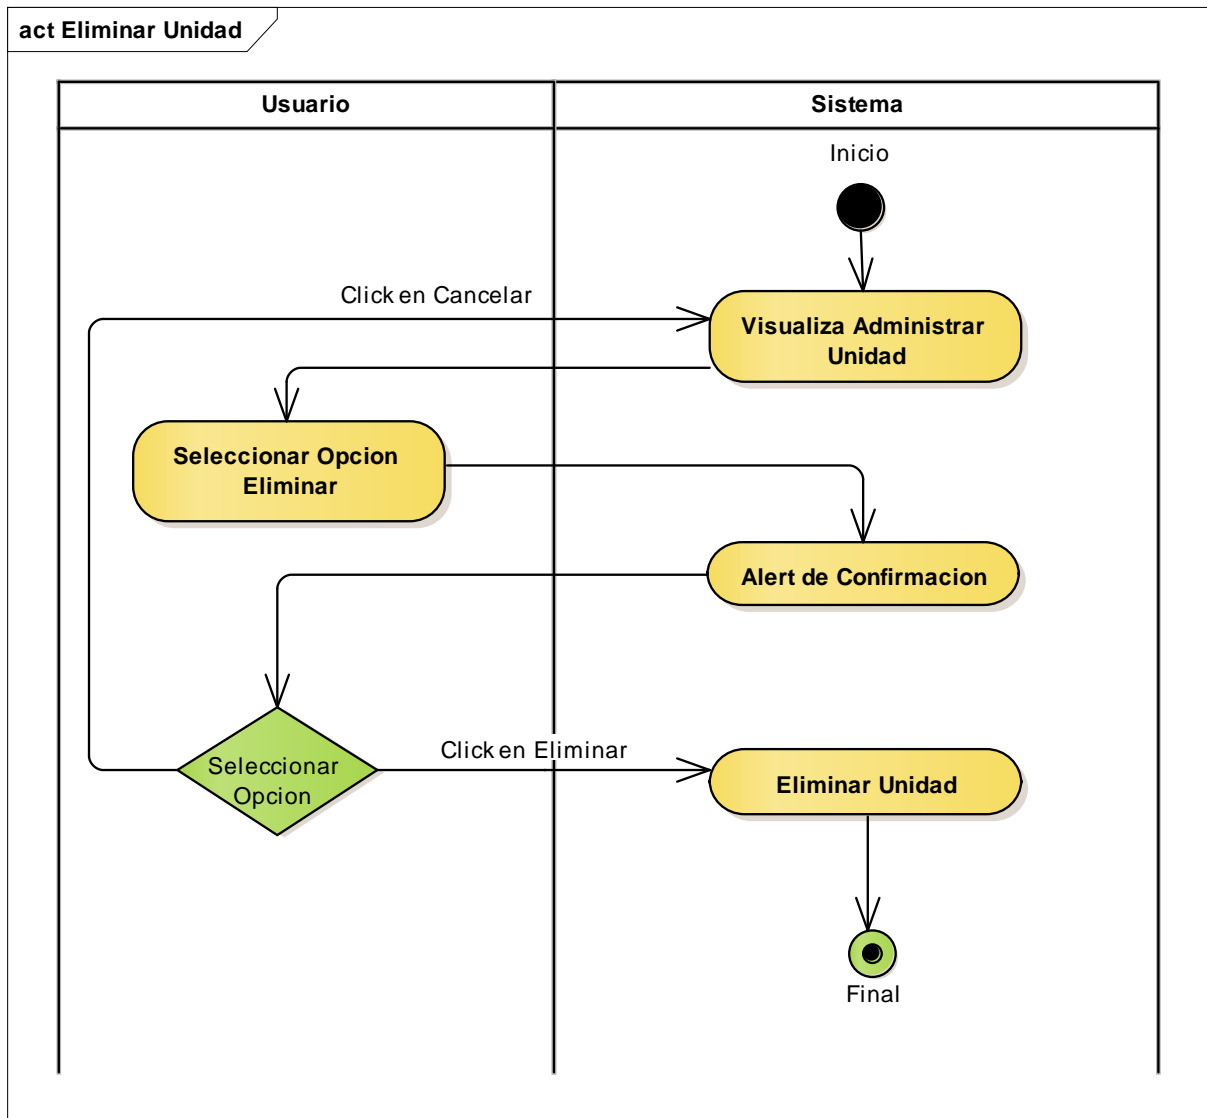 act Eliminar Unidad
Usuario
Sistema
Inicio
Click en Cancelar
Visualiza Administrar
Unidad
Seleccionar Opcion
Eliminar
Alert de Confirmacion
Click en Eliminar
Seleccionar
Opcion
Eliminar Unidad
Final